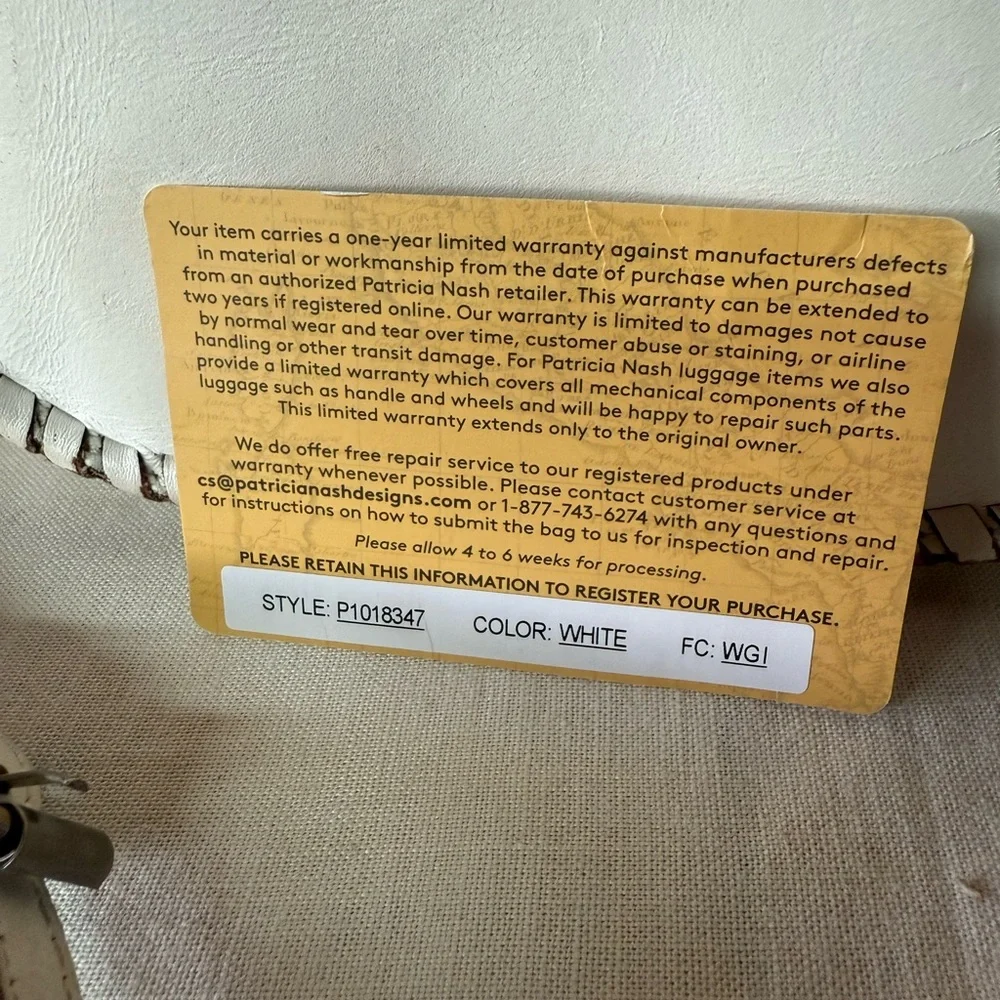 Your item carries a one-year limited warranty against manufacturers defects
in material or workmanship from the date of purchase when purchased
from an authorized Patricia Nash retailer. This warranty can be extended to
two years if registered online. Our warranty is limited to damages not cause
by normal wear and tear over time, customer abuse or staining, or airline
handling or other transit damage. For Patricia Nash luggage items we also
provide a limited warranty which covers all mechanical components of the
luggage such as handle and wheels and will be happy to repair such parts.
This limited warranty extends only to the original owner.
We do offer free repair service to our registered products under
warranty whenever possible. Please contact customer service at
cs@patricianashdesigns.com or 1-877-743-6274 with any questions and
for instructions on how to submit the bag to us for inspection and repair.
Please allow 4 to 6 weeks for processing.
PLEASE RETAIN THIS INFORMATION TO REGISTER YOUR PURCHASE.
STYLE: P1018347 COLOR: WHITE FC: WGI